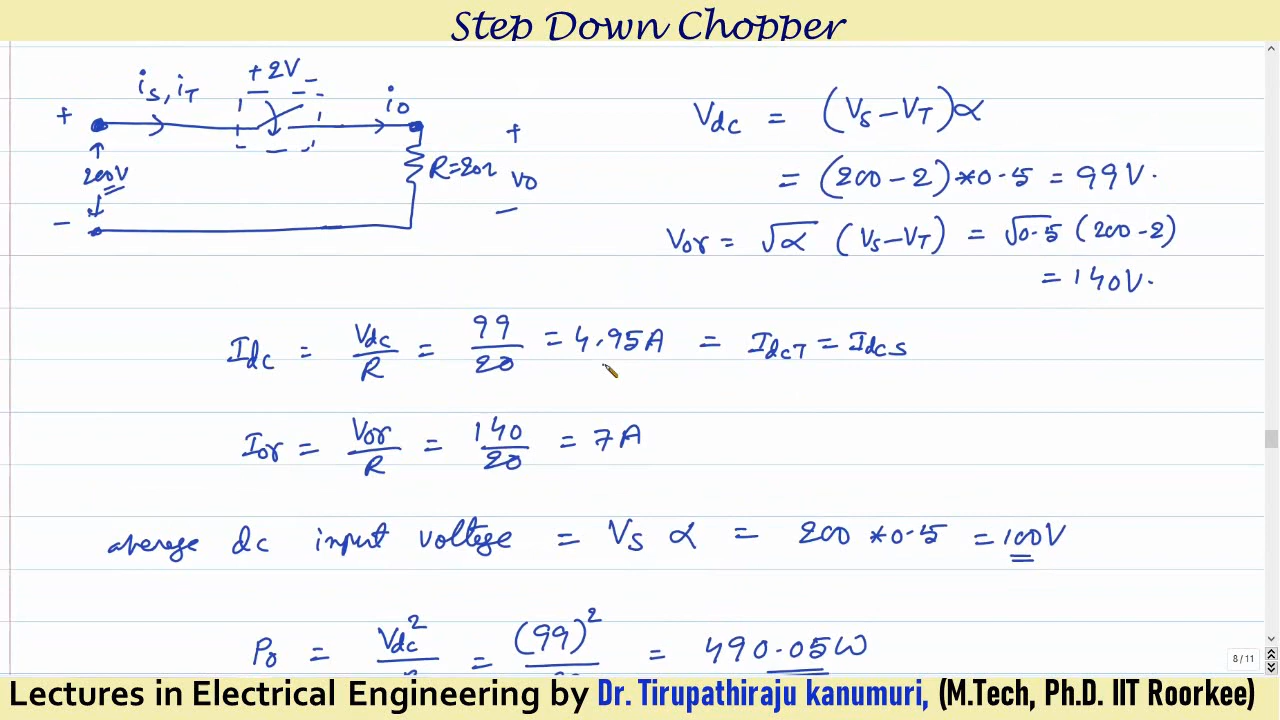 Step Down Chopper
+ 2V -
is, iT
io
+
200V
-
R=20Ω
+
vo
-
Vdc = (Vs-VT)α
= (200-2)*0.5 = 99V.
Vor = √α (Vs-VT) = √0.5 (200-2)
= 140V.
Idc = Vdc/R = 99/20 = 4.95A = IdcT = Idcs
Ior = Vor/R = 140/20 = 7A
average dc input voltege = Vs α = 200 *0.5 = 100V
Po = Vdc²/ = (99)²/ = 490.05W
8 / 11
Lectures in Electrical Engineering by Dr. Tirupathiraju kanumuri, (M.Tech, Ph.D. IIT Roorkee)